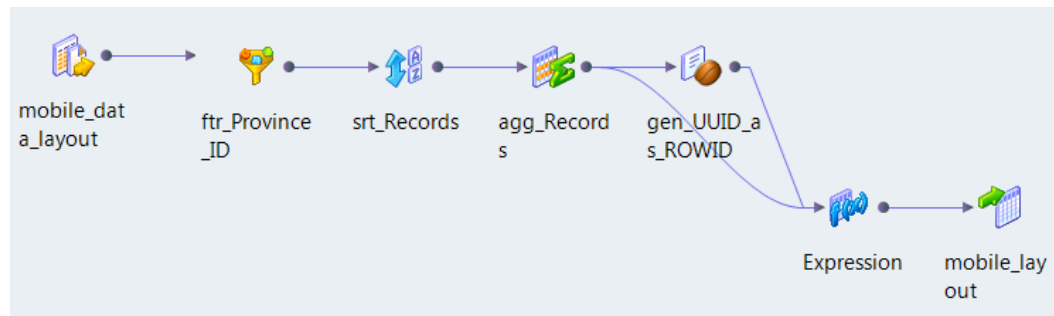 mobile_dat
a_layout
ftr_Province
_ID
srt_Records
agg_Record
s
gen_UUID_a
s_ROWID
Expression
mobile_lay
out